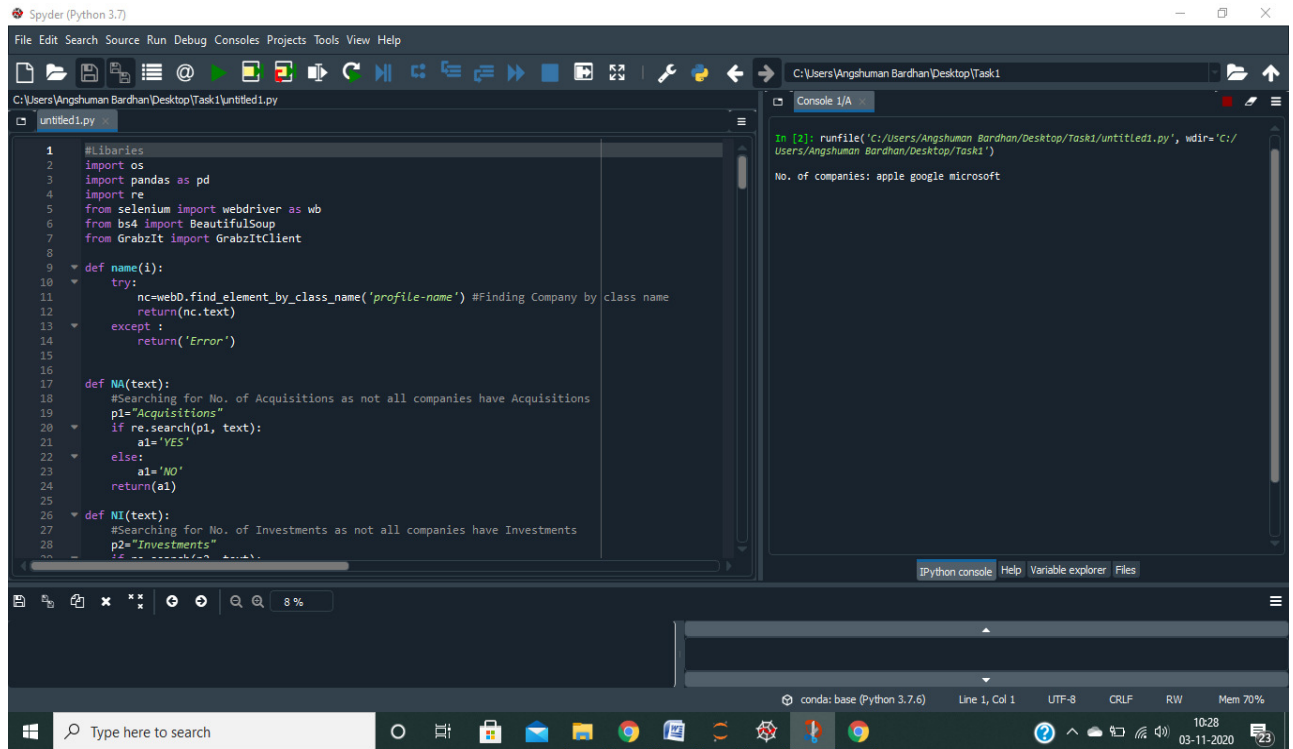 Spyder (Python 3.7)
File Edit Search Source Run Debug Consoles Projects Tools View Help
C:\Users\Angshuman Bardhan\Desktop\Task1
C:\Users\Angshuman Bardhan\Desktop\Task1\untitled1.py
untitled1.py
1 #Libaries
2 import os
3 import pandas as pd
4 import re
5 from selenium import webdriver as wb
6 from bs4 import BeautifulSoup
7 from GrabzIt import GrabzItClient
8
9 def name(i):
10 try:
11 nc=webD.find_element_by_class_name('profile-name') #Finding Company by class name
12 return(nc.text)
13 except :
14 return('Error')
15
16
17 def NA(text):
18 #Searching for No. of Acquisitions as not all companies have Acquisitions
19 p1="Acquisitions"
20 if re.search(p1, text):
21 a1='YES'
22 else:
23 a1='NO'
24 return(a1)
25
26 def NI(text):
27 #Searching for No. of Investments as not all companies have Investments
28 p2="Investments"
Console 1/A
In [2]: runfile('C:/Users/Angshuman Bardhan/Desktop/Task1/untitled1.py', wdir='C:/
Users/Angshuman Bardhan/Desktop/Task1')
No. of companies: apple google microsoft
IPython console Help Variable explorer Files
8 %
conda: base (Python 3.7.6) Line 1, Col 1 UTF-8 CRLF RW Mem 70%
Type here to search
10:28
03-11-2020
23